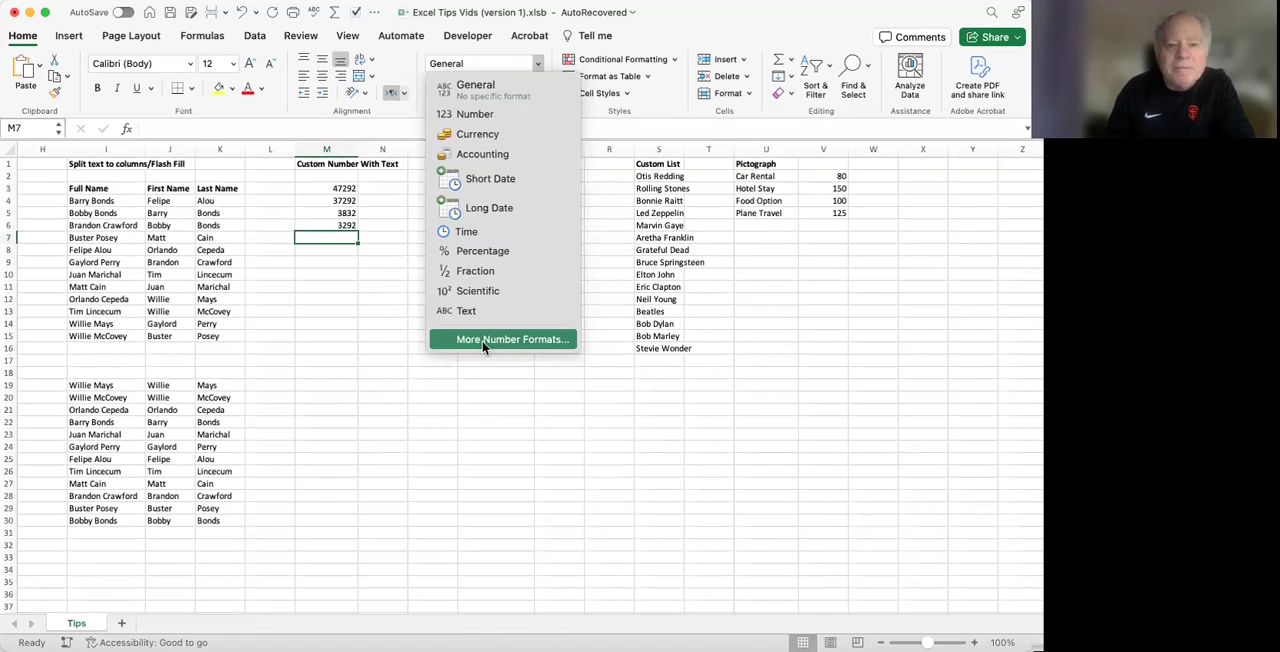 AutoSave
ABC
Excel Tips Vids (version 1).xlsb - AutoRecovered
Home Insert Page Layout Formulas Data Review View Automate Developer Acrobat Tell me
Comments Share
Paste
Calibri (Body) 12
B I U
General
Conditional Formatting
Format as Table
Cell Styles
Insert
Delete
Format
Sort & Filter
Find & Select
Analyze Data
Create PDF and share link
Clipboard Font Alignment Styles Cells Editing Assistance Adobe Acrobat
ABC 123 General
No specific format
123 Number
Currency
Accounting
Short Date
Long Date
Time
% Percentage
½ Fraction
10² Scientific
ABC Text
More Number Formats...
M7 fx
H I J K L M N R S T U V W X Y Z
1 Split text to columns/Flash Fill Custom Number With Text Custom List Pictograph
2 Otis Redding Car Rental 80
3 Full Name First Name Last Name 47292 Rolling Stones Hotel Stay 150
4 Barry Bonds Felipe Alou 37292 Bonnie Raitt Food Option 100
5 Bobby Bonds Barry Bonds 3832 Led Zeppelin Plane Travel 125
6 Brandon Crawford Bobby Bonds 3292 Marvin Gaye
7 Buster Posey Matt Cain Aretha Franklin
8 Felipe Alou Orlando Cepeda Grateful Dead
9 Gaylord Perry Brandon Crawford Bruce Springsteen
10 Juan Marichal Tim Lincecum Elton John
11 Matt Cain Juan Marichal Eric Clapton
12 Orlando Cepeda Willie Mays Neil Young
13 Tim Lincecum Willie McCovey Beatles
14 Willie Mays Gaylord Perry Bob Dylan
15 Willie McCovey Buster Posey Bob Marley
16 Stevie Wonder
17
18
19 Willie Mays Willie Mays
20 Willie McCovey Willie McCovey
21 Orlando Cepeda Orlando Cepeda
22 Barry Bonds Barry Bonds
23 Juan Marichal Juan Marichal
24 Gaylord Perry Gaylord Perry
25 Felipe Alou Felipe Alou
26 Tim Lincecum Tim Lincecum
27 Matt Cain Matt Cain
28 Brandon Crawford Brandon Crawford
29 Buster Posey Buster Posey
30 Bobby Bonds Bobby Bonds
31
32
33
34
35
36
37
Tips
Ready Accessibility: Good to go 100%